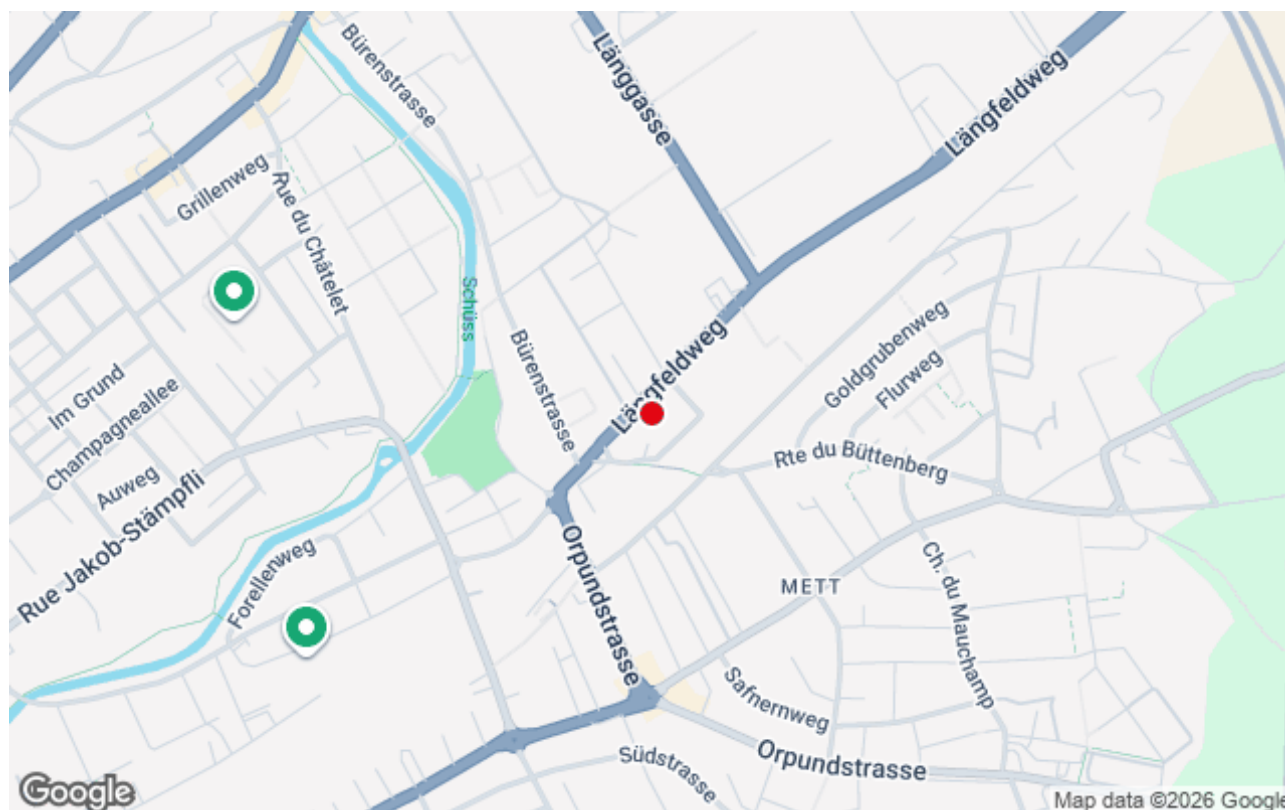 Bürenstrasse
Länggasse
Längfeldweg
Grillenweg
Rue du Châtelet
Schüss
Bürenstrasse
Längfeldweg
Goldgrubenweg
Flurweg
Im Grund
Champagneallee
Auweg
Rue Jakob-Stämpfli
Rte du Büttenberg
Forellenweg
Orpundstrasse
METT
Ch. du Mauchamp
Safnernweg
Südstrasse
Orpundstrasse
Google
Map data ©2026 Google